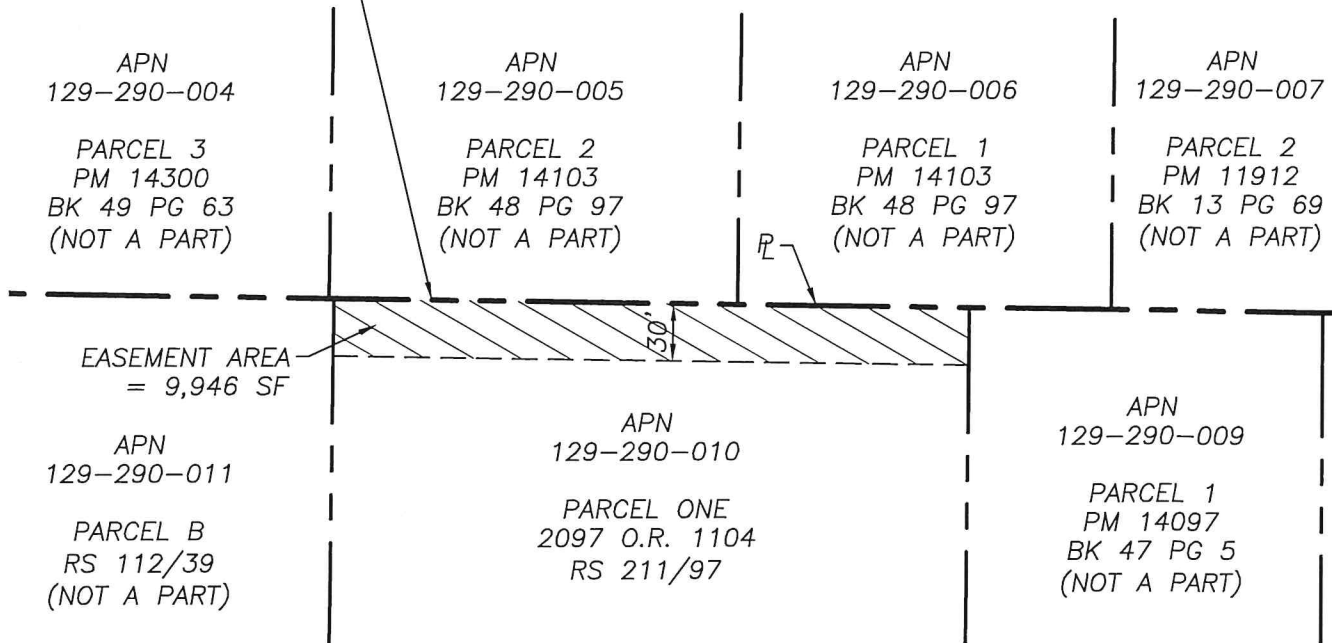 APN
129-290-004
PARCEL 3
PM 14300
BK 49 PG 63
(NOT A PART)
APN
129-290-005
PARCEL 2
PM 14103
BK 48 PG 97
(NOT A PART)
APN
129-290-006
PARCEL 1
PM 14103
BK 48 PG 97
(NOT A PART)
APN
129-290-007
PARCEL 2
PM 11912
BK 13 PG 69
(NOT A PART)
PL
30'
EASEMENT AREA
= 9,946 SF
APN
129-290-011
PARCEL B
RS 112/39
(NOT A PART)
APN
129-290-010
PARCEL ONE
2097 O.R. 1104
RS 211/97
APN
129-290-009
PARCEL 1
PM 14097
BK 47 PG 5
(NOT A PART)